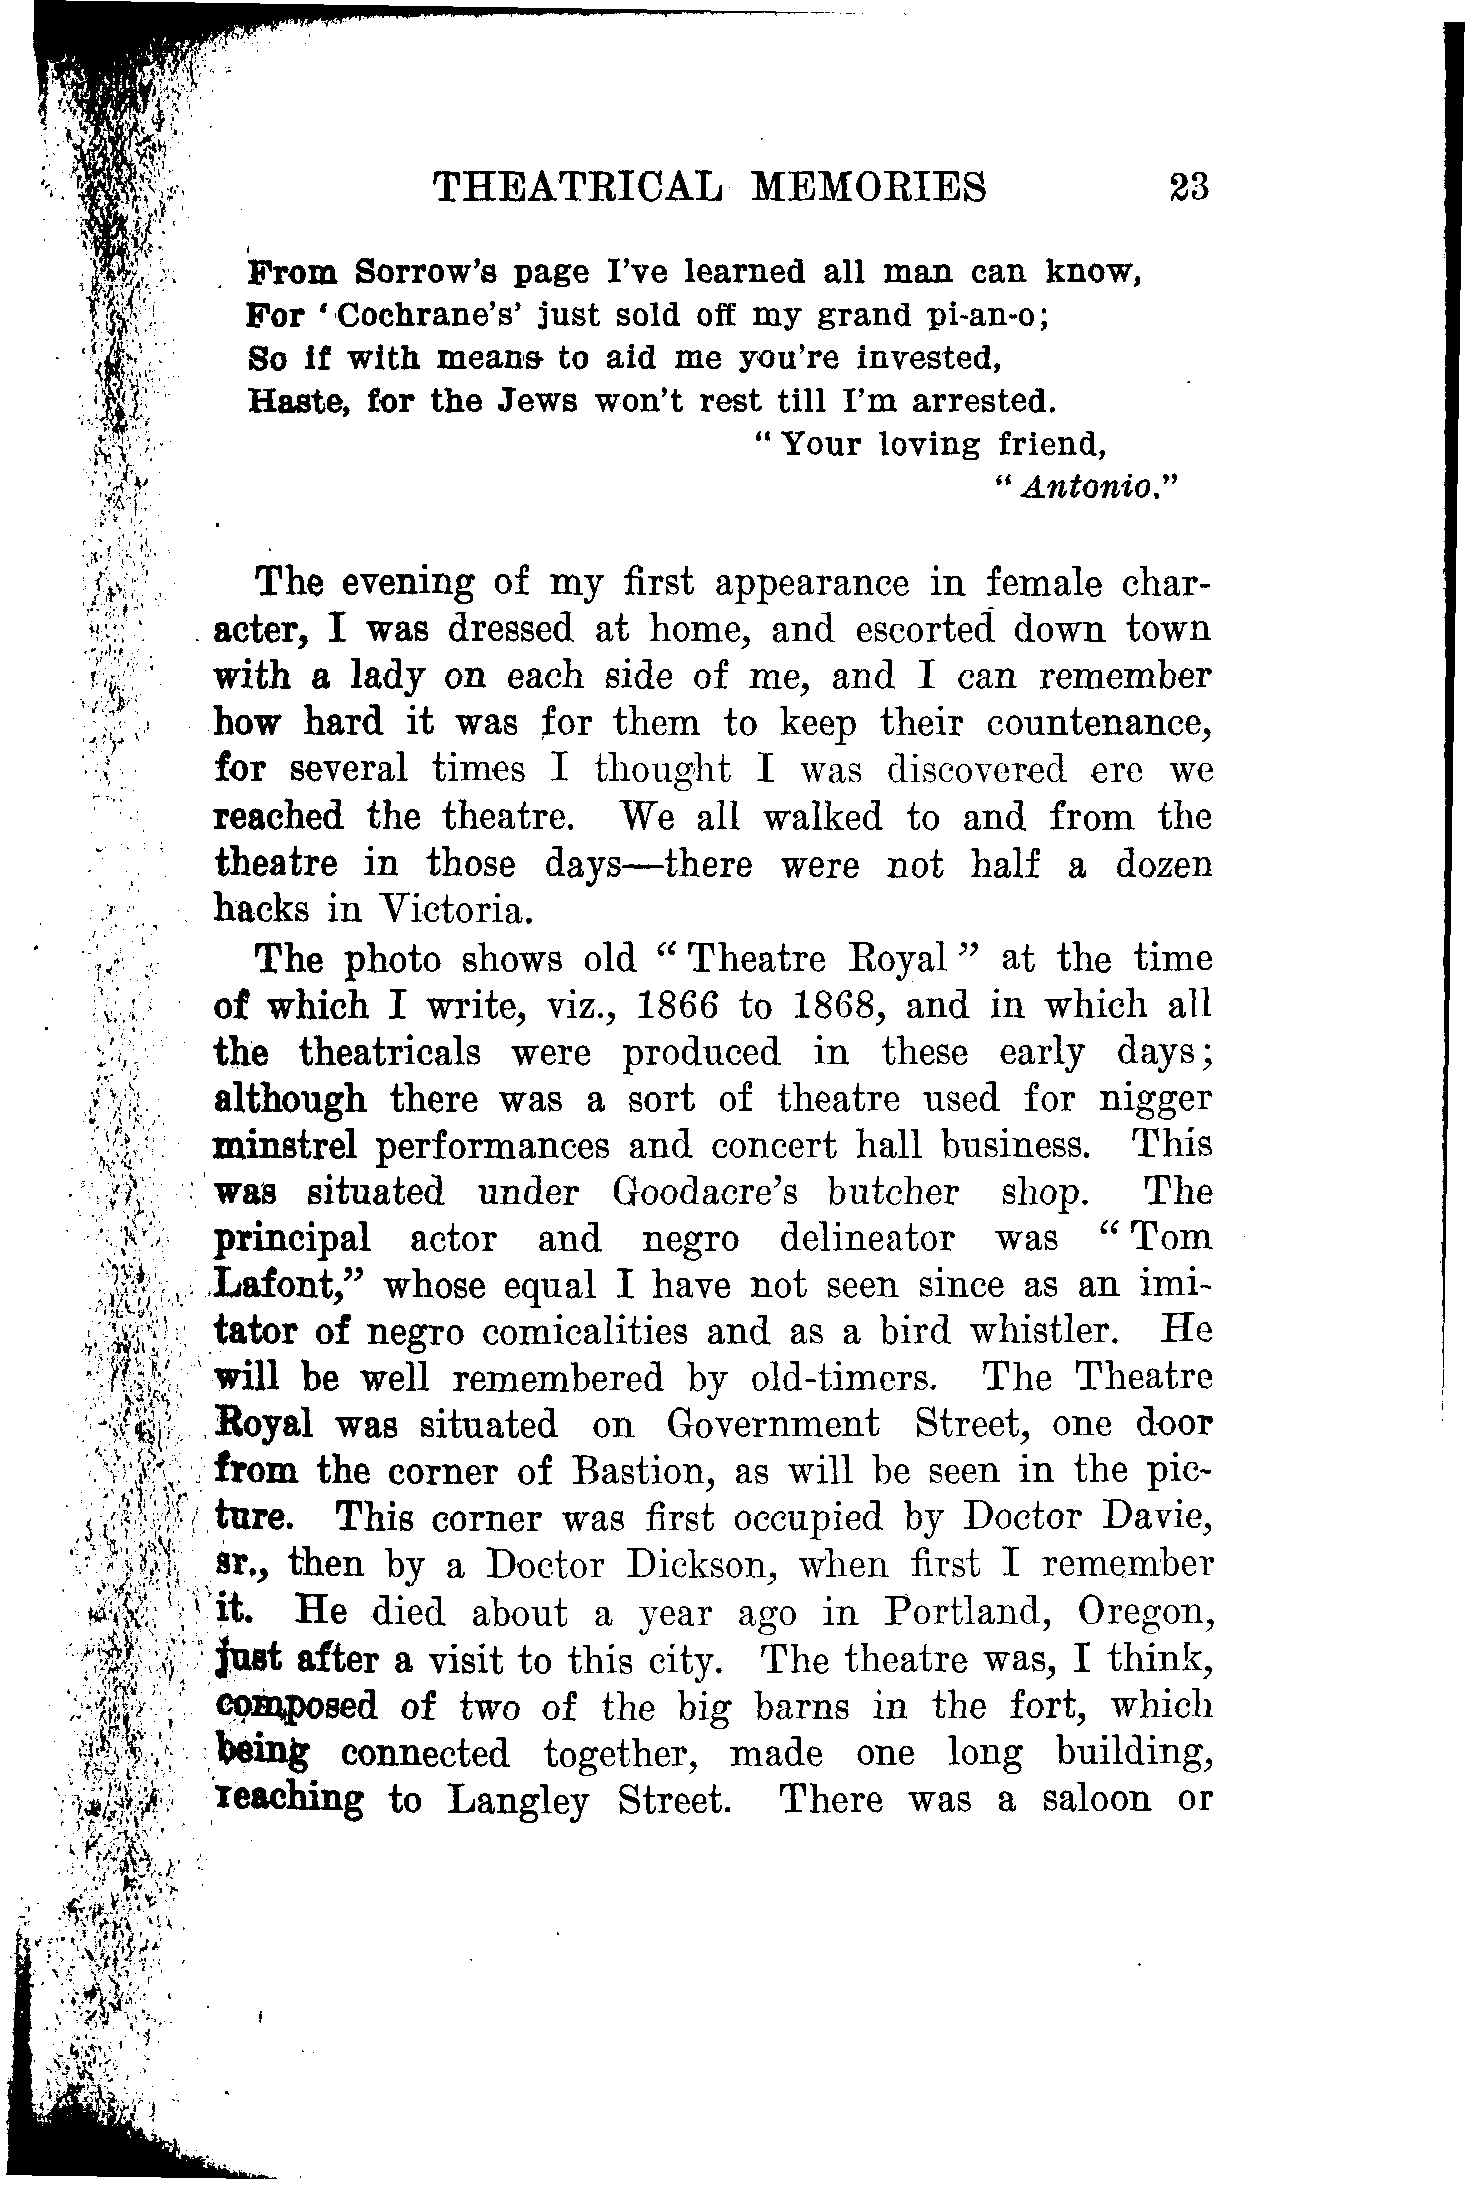 THEATRICAL MEMORIES 23
From Sorrow's page I've learned all man can know,
For 'Cochrane's' just sold off my grand pi-an-o;
So if with means to aid me you're invested,
Haste, for the Jews won't rest till I'm arrested.
"Your loving friend,
"Antonio."
The evening of my first appearance in female char-
acter, I was dressed at home, and escorted down town
with a lady on each side of me, and I can remember
how hard it was for them to keep their countenance,
for several times I thought I was discovered ere we
reached the theatre. We all walked to and from the
theatre in those days—there were not half a dozen
hacks in Victoria.
The photo shows old "Theatre Royal" at the time
of which I write, viz., 1866 to 1868, and in which all
the theatricals were produced in these early days;
although there was a sort of theatre used for nigger
minstrel performances and concert hall business. This
was situated under Goodacre's butcher shop. The
principal actor and negro delineator was "Tom
Lafont," whose equal I have not seen since as an imi-
tator of negro comicalities and as a bird whistler. He
will be well remembered by old-timers. The Theatre
Royal was situated on Government Street, one door
from the corner of Bastion, as will be seen in the pic-
ture. This corner was first occupied by Doctor Davie,
sr., then by a Doctor Dickson, when first I remember
it. He died about a year ago in Portland, Oregon,
just after a visit to this city. The theatre was, I think,
composed of two of the big barns in the fort, which
being connected together, made one long building,
reaching to Langley Street. There was a saloon or